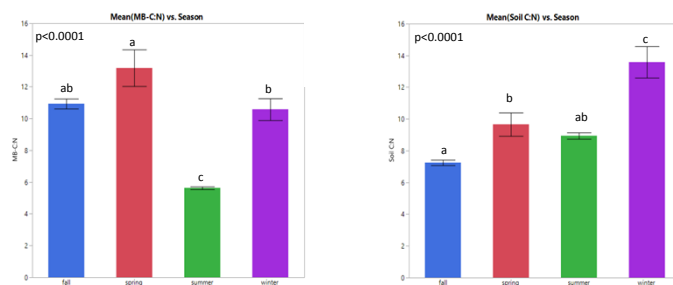 Mean(MB-C:N) vs. Season
16
p<0.0001
14
12
10
8
6
4
2
0
MB-C:N
ab
a
c
b
fall
spring
summer
winter
Mean(Soil C:N) vs. Season
16
p<0.0001
14
12
10
8
6
4
2
0
Soil C:N
a
b
ab
c
fall
spring
summer
winter